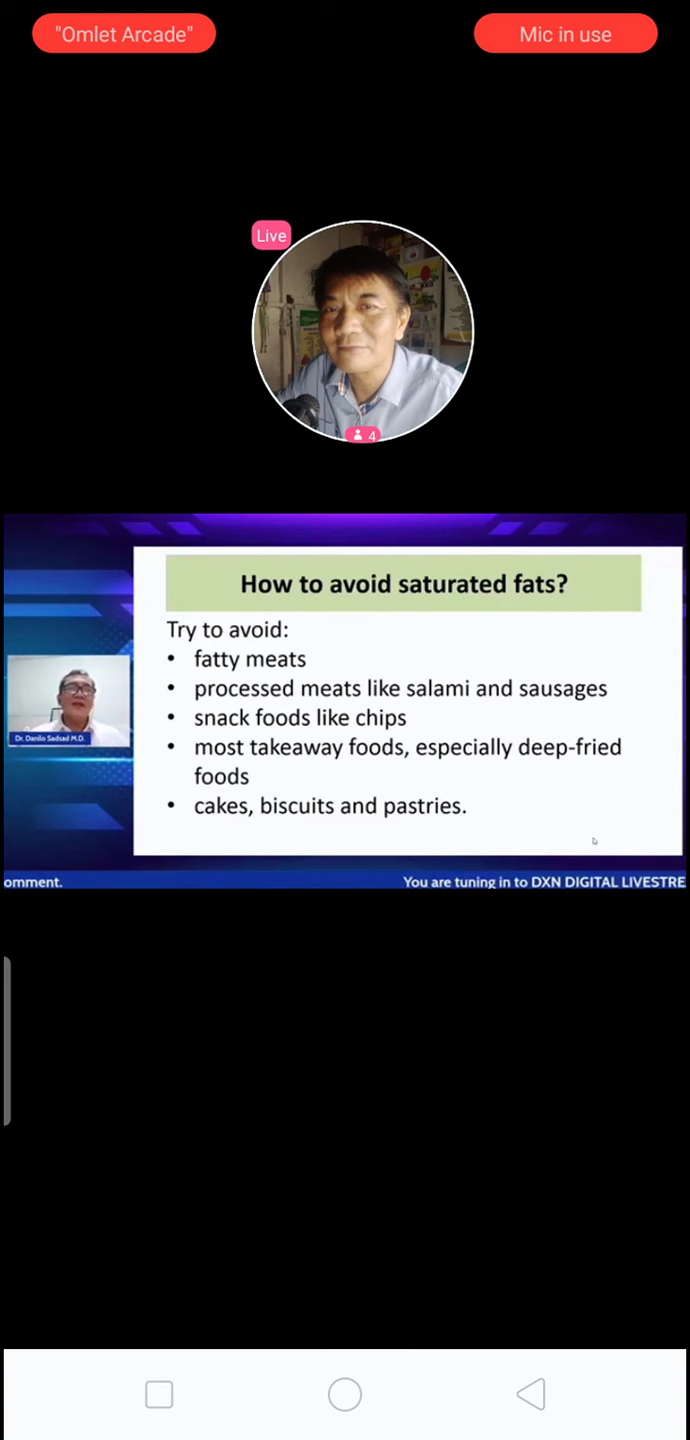 "Omlet Arcade"
Mic in use
Live
4
How to avoid saturated fats?
Try to avoid:
• fatty meats
• processed meats like salami and sausages
• snack foods like chips
• most takeaway foods, especially deep-fried
foods
• cakes, biscuits and pastries.
Dr. Danilo Sadsad M.D.
omment.
You are tuning in to DXN DIGITAL LIVESTRE